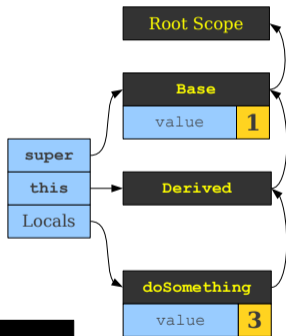 Root Scope
Base
value 1
super
this
Locals
Derived
doSomething
value 3